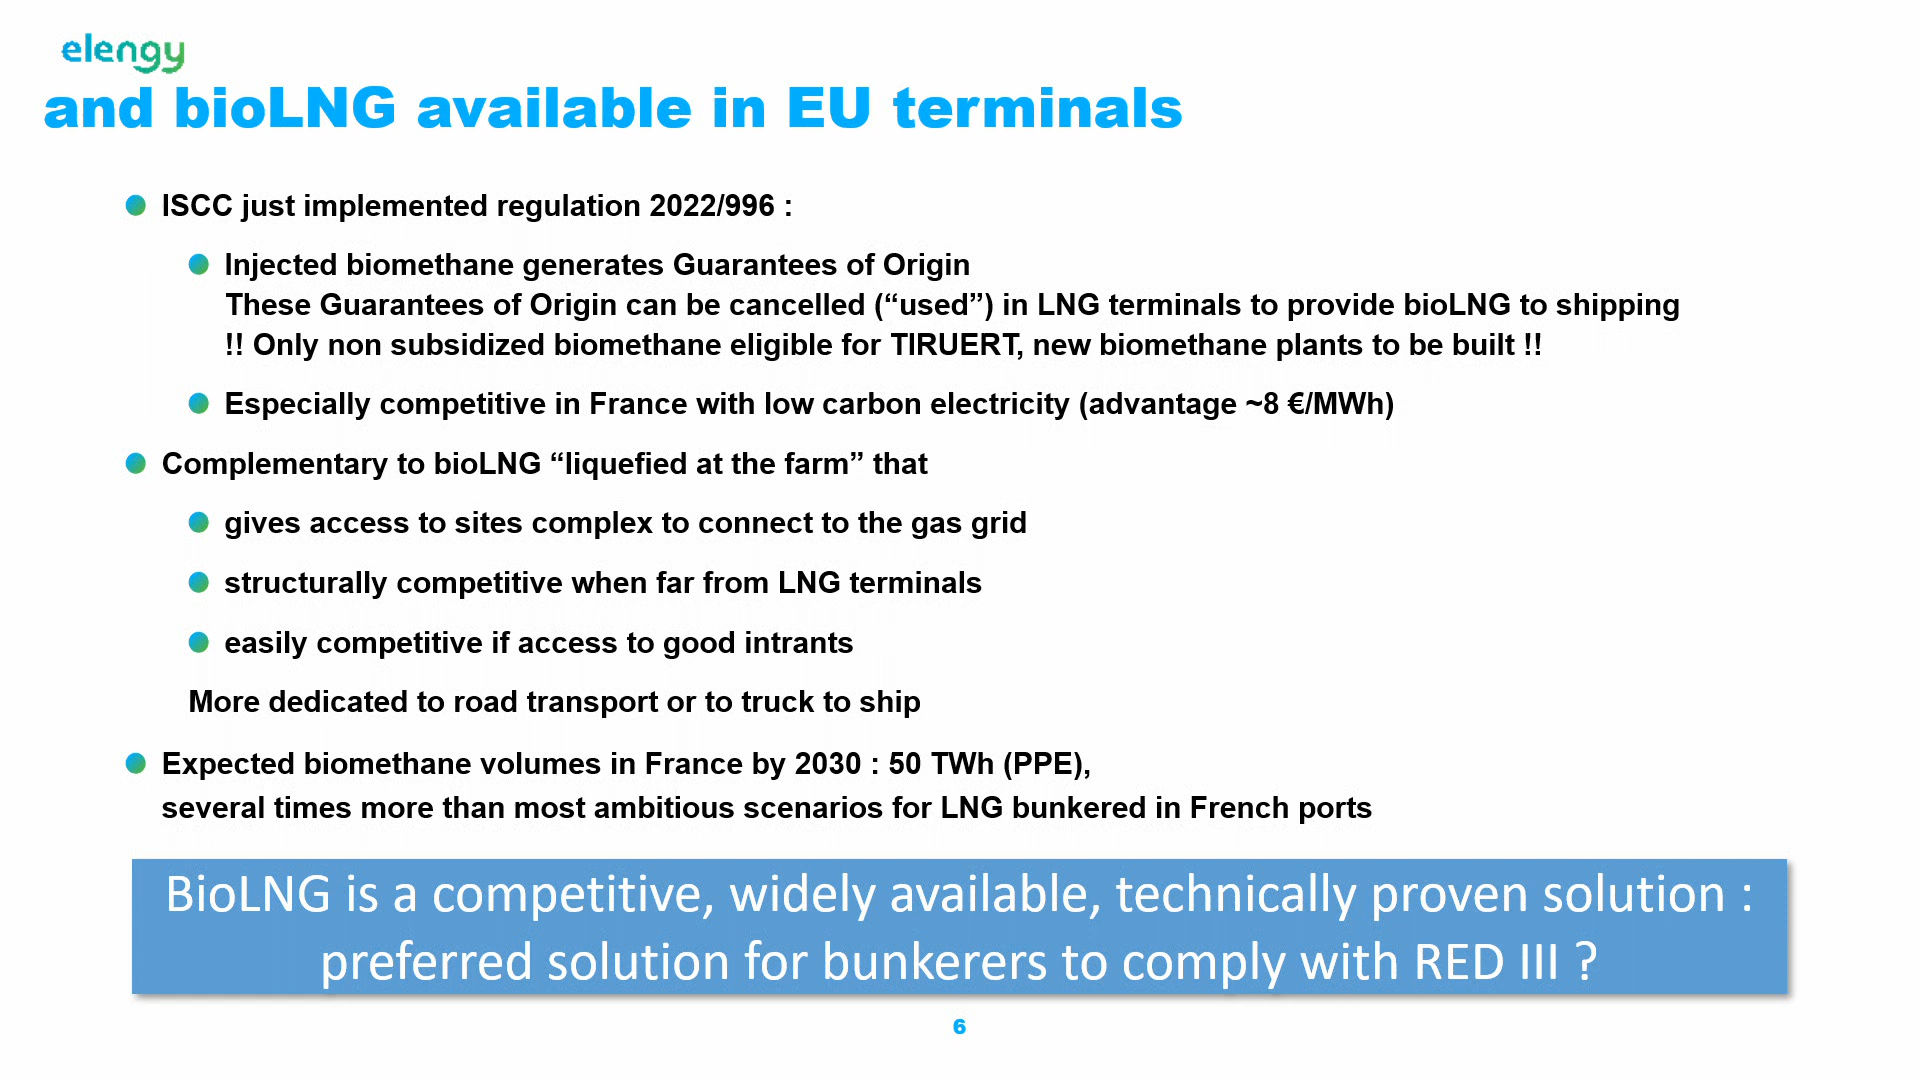 elengy
and bioLNG available in EU terminals
ISCC just implemented regulation 2022/996 :
Injected biomethane generates Guarantees of Origin
These Guarantees of Origin can be cancelled (“used”) in LNG terminals to provide bioLNG to shipping
!! Only non subsidized biomethane eligible for TIRUERT, new biomethane plants to be built !!
Especially competitive in France with low carbon electricity (advantage ~8 €/MWh)
Complementary to bioLNG “liquefied at the farm” that
gives access to sites complex to connect to the gas grid
structurally competitive when far from LNG terminals
easily competitive if access to good intrants
More dedicated to road transport or to truck to ship
Expected biomethane volumes in France by 2030 : 50 TWh (PPE),
several times more than most ambitious scenarios for LNG bunkered in French ports
BioLNG is a competitive, widely available, technically proven solution :
preferred solution for bunkerers to comply with RED III ?
6